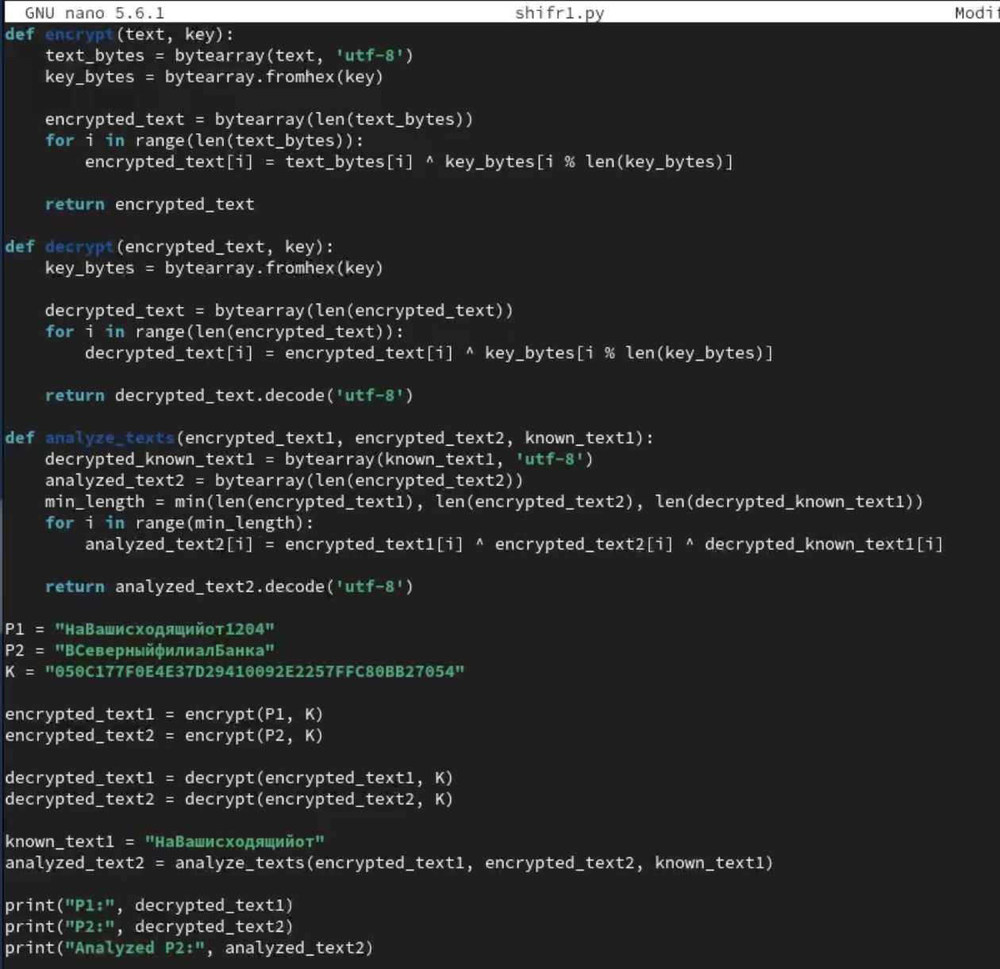 GNU nano 5.6.1 shifr1.py Modif
def encrypt(text, key):
    text_bytes = bytearray(text, 'utf-8')
    key_bytes = bytearray.fromhex(key)
    encrypted_text = bytearray(len(text_bytes))
    for i in range(len(text_bytes)):
        encrypted_text[i] = text_bytes[i] ^ key_bytes[i % len(key_bytes)]
    return encrypted_text
def decrypt(encrypted_text, key):
    key_bytes = bytearray.fromhex(key)
    decrypted_text = bytearray(len(encrypted_text))
    for i in range(len(encrypted_text)):
        decrypted_text[i] = encrypted_text[i] ^ key_bytes[i % len(key_bytes)]
    return decrypted_text.decode('utf-8')
def analyze_texts(encrypted_text1, encrypted_text2, known_text1):
    decrypted_known_text1 = bytearray(known_text1, 'utf-8')
    analyzed_text2 = bytearray(len(encrypted_text2))
    min_length = min(len(encrypted_text1), len(encrypted_text2), len(decrypted_known_text1))
    for i in range(min_length):
        analyzed_text2[i] = encrypted_text1[i] ^ encrypted_text2[i] ^ decrypted_known_text1[i]
    return analyzed_text2.decode('utf-8')
P1 = "НаВашисходящийот1204"
P2 = "ВСеверныйфилиалБанка"
K = "050C177F0E4E37D29410092E2257FFC80BB27054"
encrypted_text1 = encrypt(P1, K)
encrypted_text2 = encrypt(P2, K)
decrypted_text1 = decrypt(encrypted_text1, K)
decrypted_text2 = decrypt(encrypted_text2, K)
known_text1 = "НаВашисходящийот"
analyzed_text2 = analyze_texts(encrypted_text1, encrypted_text2, known_text1)
print("P1:", decrypted_text1)
print("P2:", decrypted_text2)
print("Analyzed P2:", analyzed_text2)